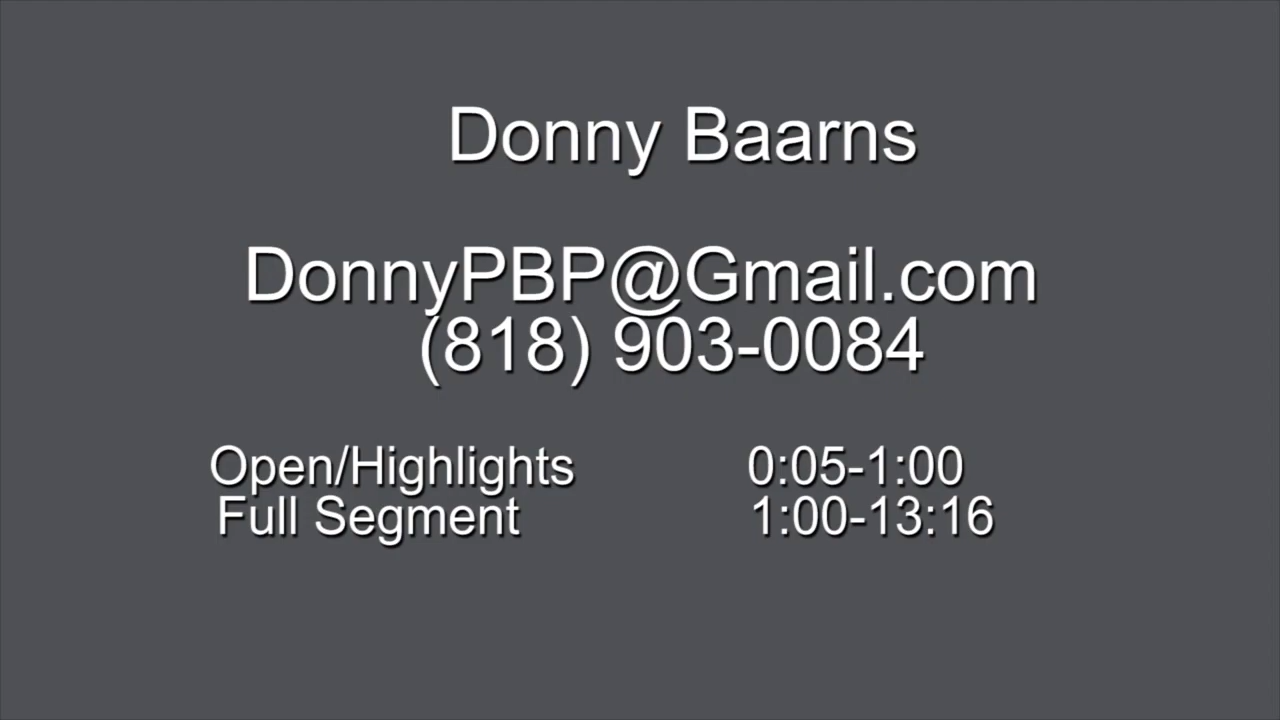 Donny Baarns
DonnyPBP@Gmail.com
(818) 903-0084
Open/Highlights 0:05-1:00
Full Segment 1:00-13:16